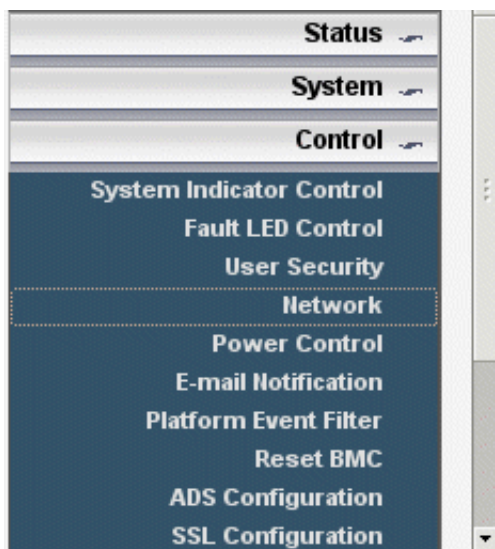 Status
System
Control
System Indicator Control
Fault LED Control
User Security
Network
Power Control
E-mail Notification
Platform Event Filter
Reset BMC
ADS Configuration
SSL Configuration